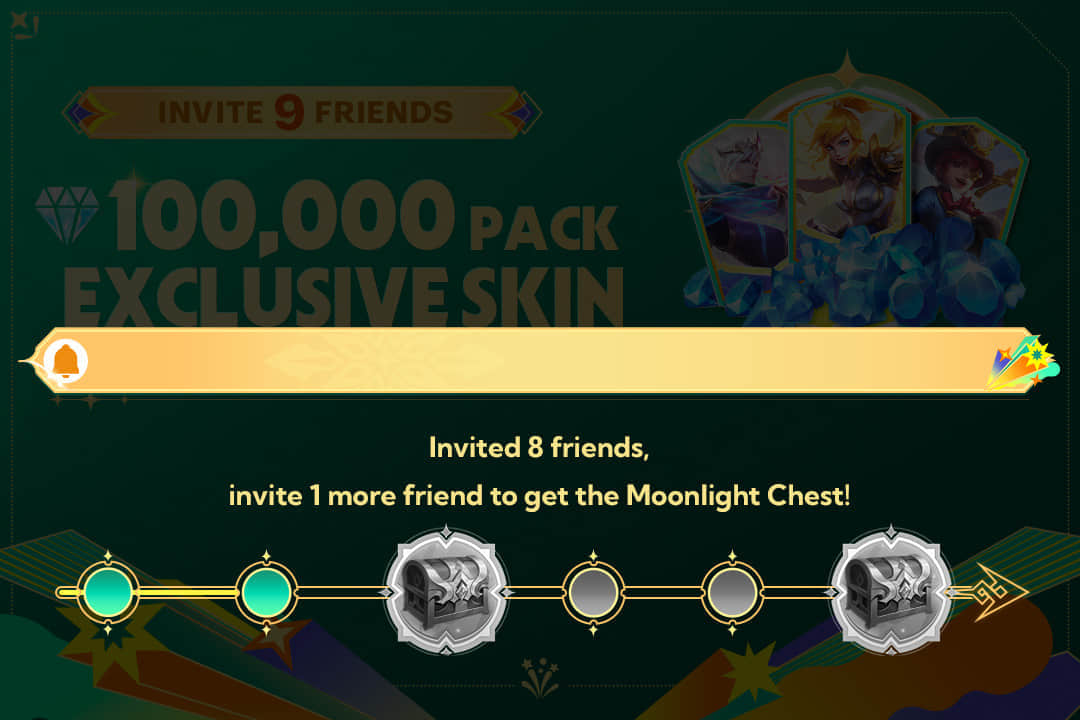 INVITE 9 FRIENDS
100,000 PACK
EXCLUSIVE SKIN
Invited 8 friends,
invite 1 more friend to get the Moonlight Chest!